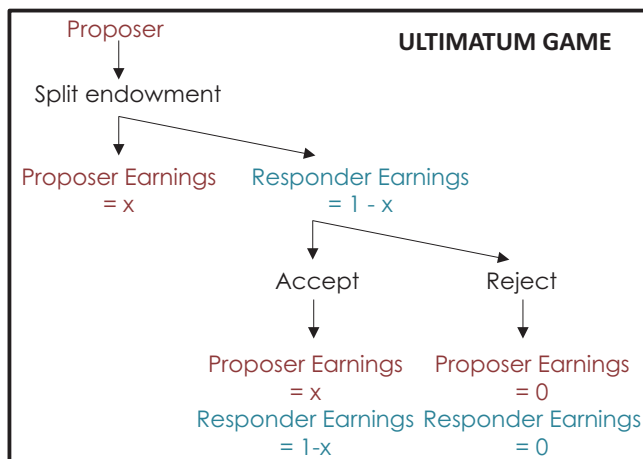 Proposer
ULTIMATUM GAME
Split endowment
Proposer Earnings
= x
Responder Earnings
= 1 - x
Accept
Reject
Proposer Earnings
= x
Responder Earnings
= 1-x
Proposer Earnings
= 0
Responder Earnings
= 0